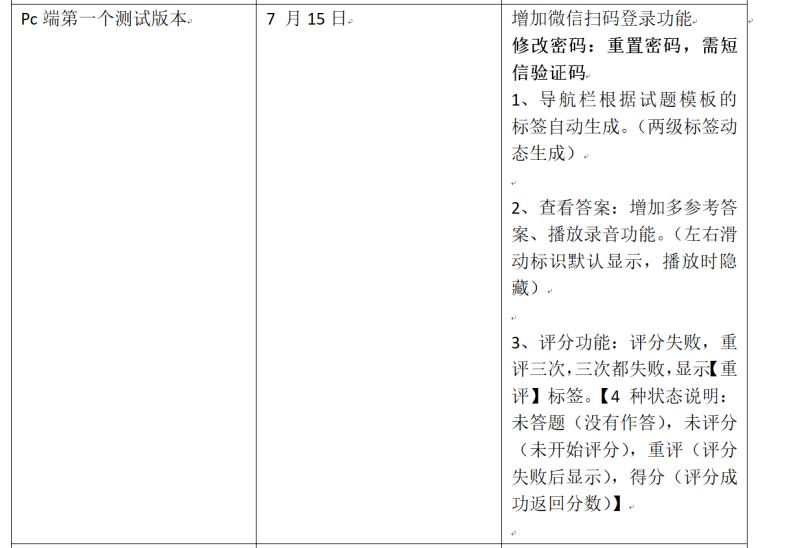 Pc 端第一个测试版本
7 月 15 日
增加微信扫码登录功能
修改密码：重置密码，需短
信验证码
1、导航栏根据试题模板的
标签自动生成。（两级标签动
态生成）
2、查看答案：增加多参考答
案、播放录音功能。（左右滑
动标识默认显示，播放时隐
藏）
3、评分功能：评分失败，重
评三次，三次都失败，显示【重
评】标签。【4 种状态说明：
未答题（没有作答），未评分
（未开始评分），重评（评分
失败后显示），得分（评分成
功返回分数）】